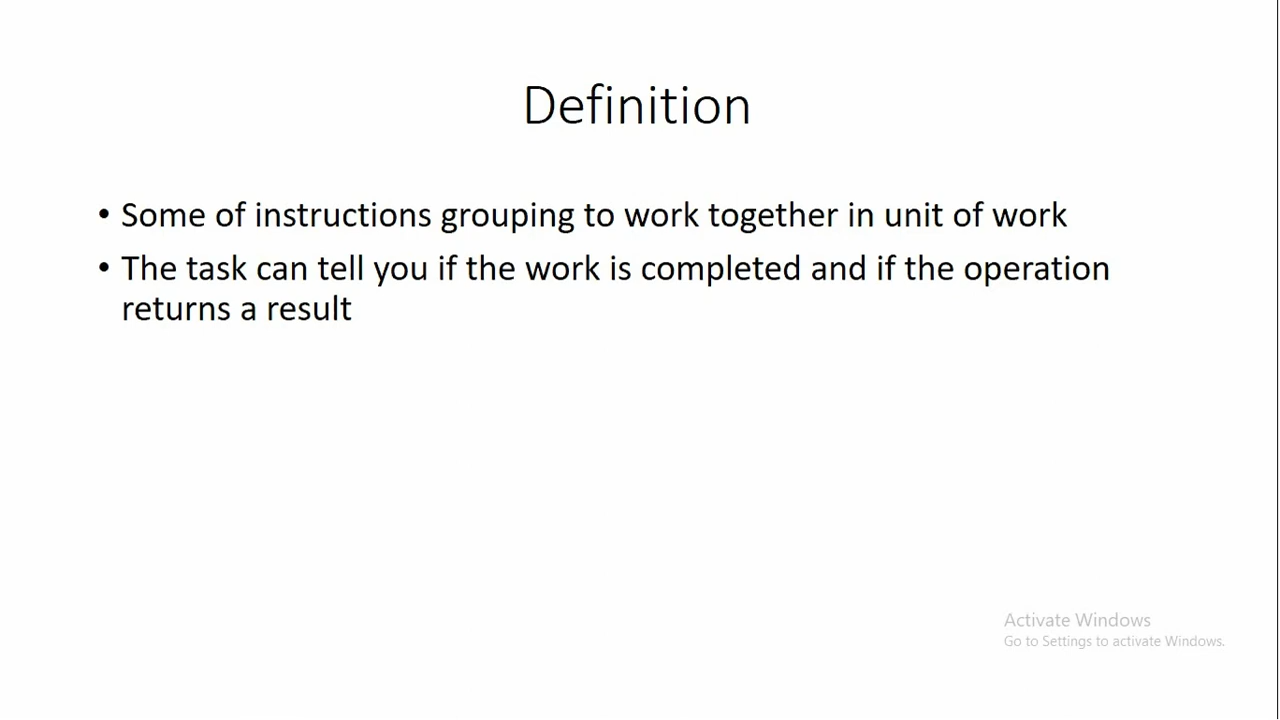 Definition
• Some of instructions grouping to work together in unit of work
• The task can tell you if the work is completed and if the operation
returns a result
Activate Windows
Go to Settings to activate Windows.